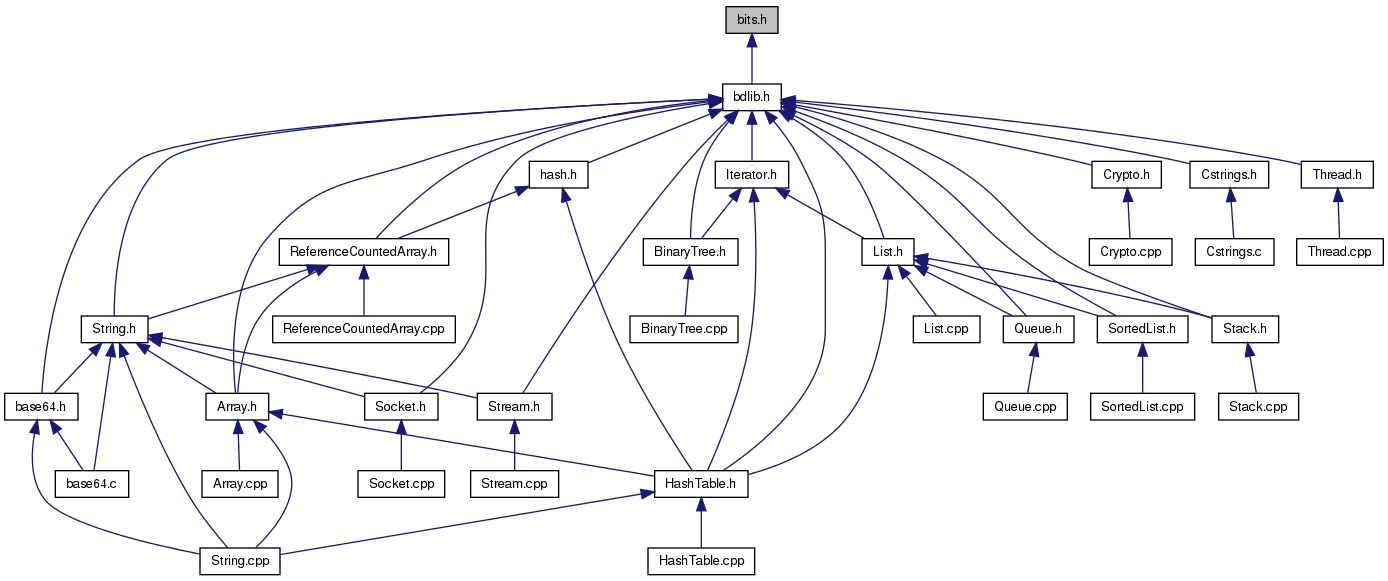 bits.h
bdlib.h
hash.h
Iterator.h
Crypto.h
Cstrings.h
Thread.h
ReferenceCountedArray.h
BinaryTree.h
List.h
Crypto.cpp
Cstrings.c
Thread.cpp
String.h
ReferenceCountedArray.cpp
BinaryTree.cpp
List.cpp
Queue.h
SortedList.h
Stack.h
base64.h
Array.h
Socket.h
Stream.h
Queue.cpp
SortedList.cpp
Stack.cpp
base64.c
Array.cpp
Socket.cpp
Stream.cpp
HashTable.h
String.cpp
HashTable.cpp